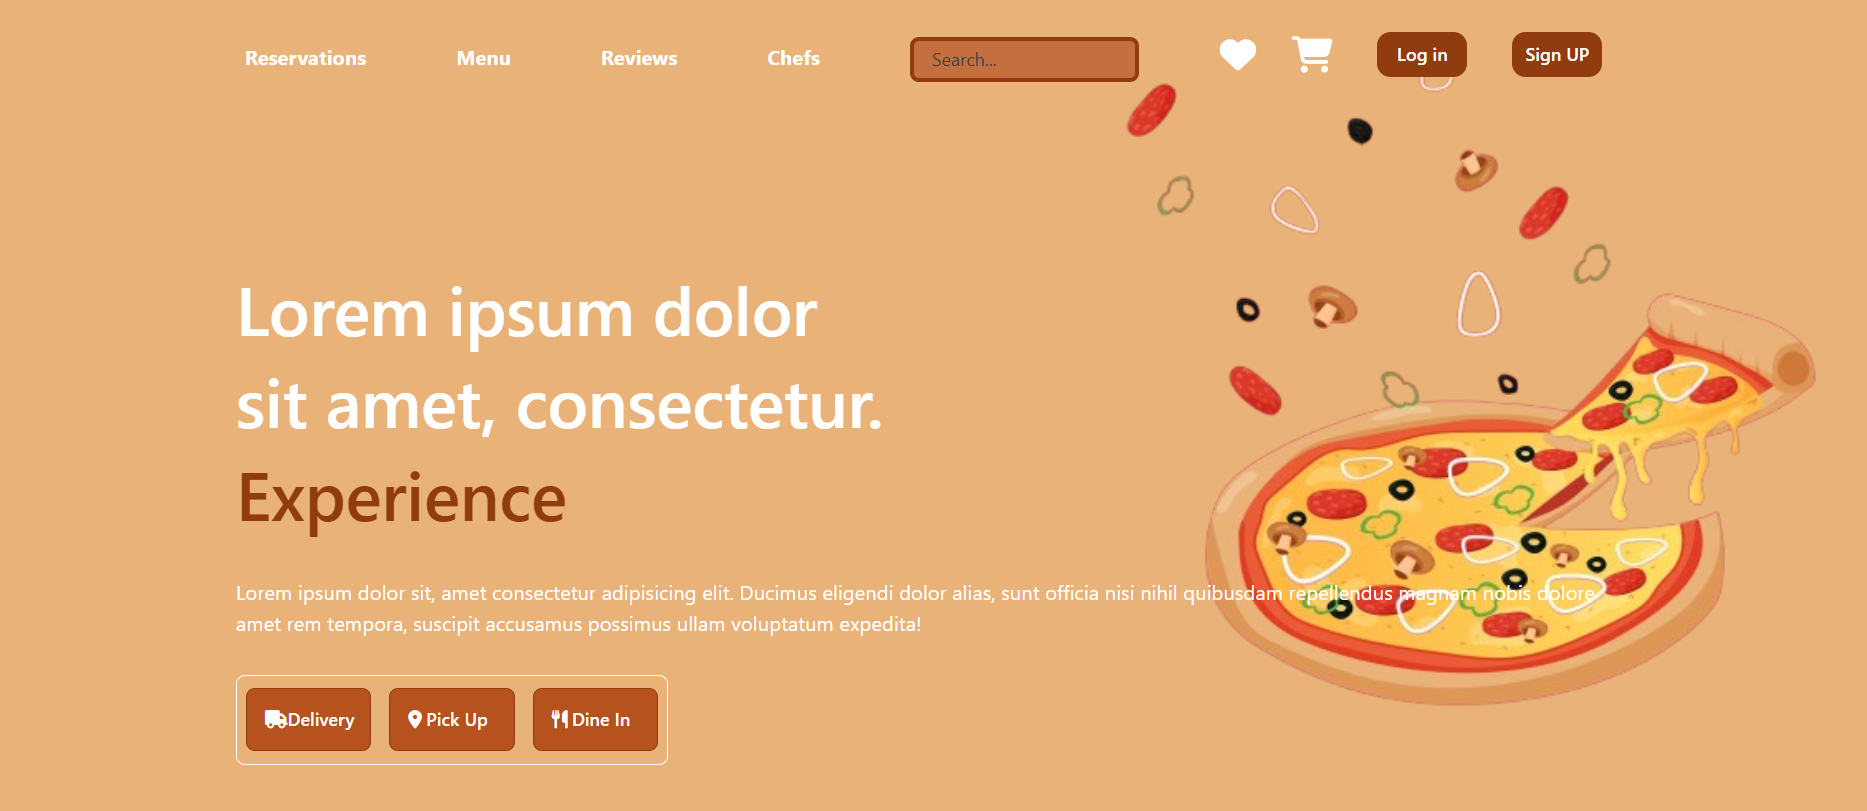 Reservations Menu Reviews Chefs Search... Log in Sign UP
Lorem ipsum dolor
sit amet, consectetur.
Experience
Lorem ipsum dolor sit, amet consectetur adipisicing elit. Ducimus eligendi dolor alias, sunt officia nisi nihil quibusdam repellendus magnam nobis dolore
amet rem tempora, suscipit accusamus possimus ullam voluptatum expedita!
Delivery Pick Up Dine In